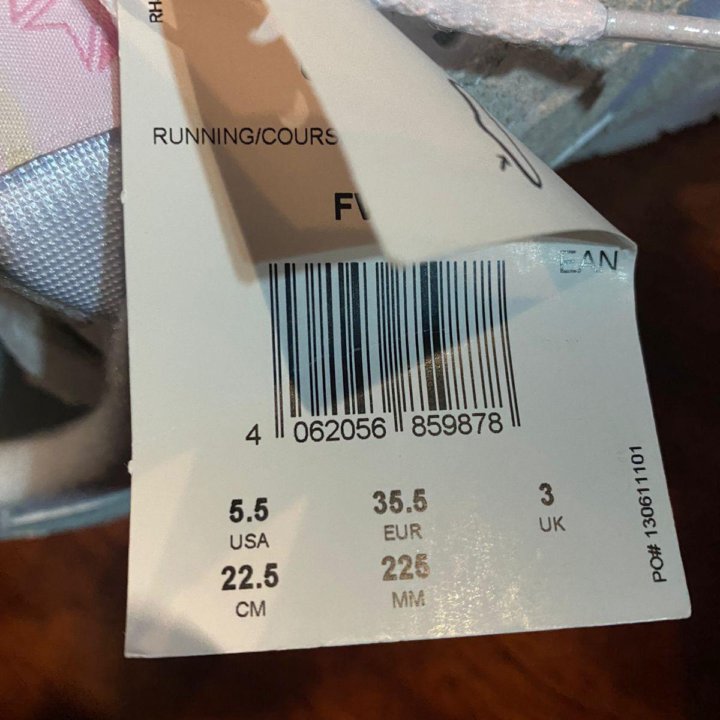 RH
RUNNING/COURS
EAN
4 062056 859878
5.5 35.5 3
USA EUR UK
22.5 225
CM MM
PO# 130611101